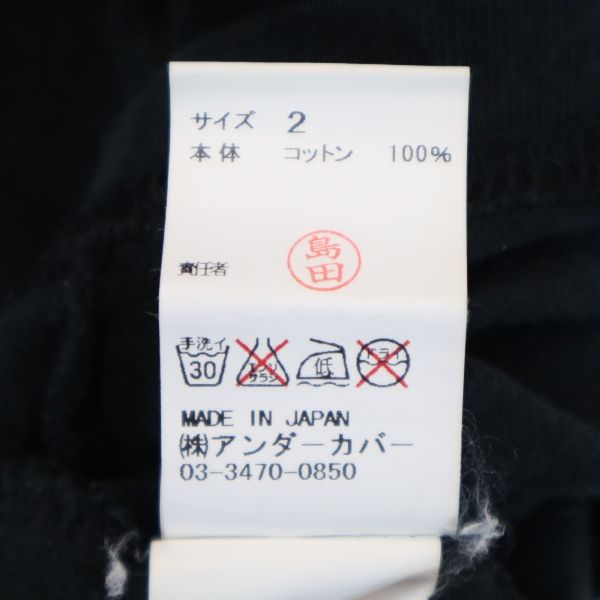 サイズ 2
本体 コットン 100%
責任者 島田
手洗イ 30 エンソサラシ 低 ドライ
MADE IN JAPAN
㈱アンダーカバー
03-3470-0850